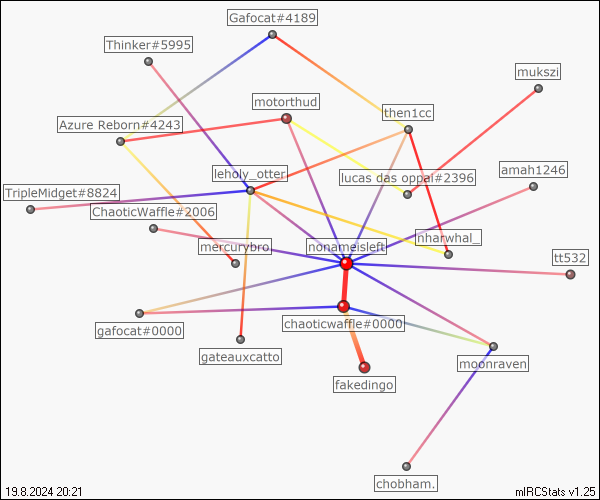 Gafocat#4189
Thinker#5995
mukszi
motorthud
then1cc
Azure Reborn#4243
leholy_otter
lucas das oppal#2396
amah1246
TripleMidget#8824
ChaoticWaffle#2006
nharwhal_
mercurybro
nonameisleft
tt532
gafocat#0000
chaoticwaffle#0000
gateauxcatto
moonraven
fakedingo
chobham.
19.8.2024 20:21
mIRCStats v1.25